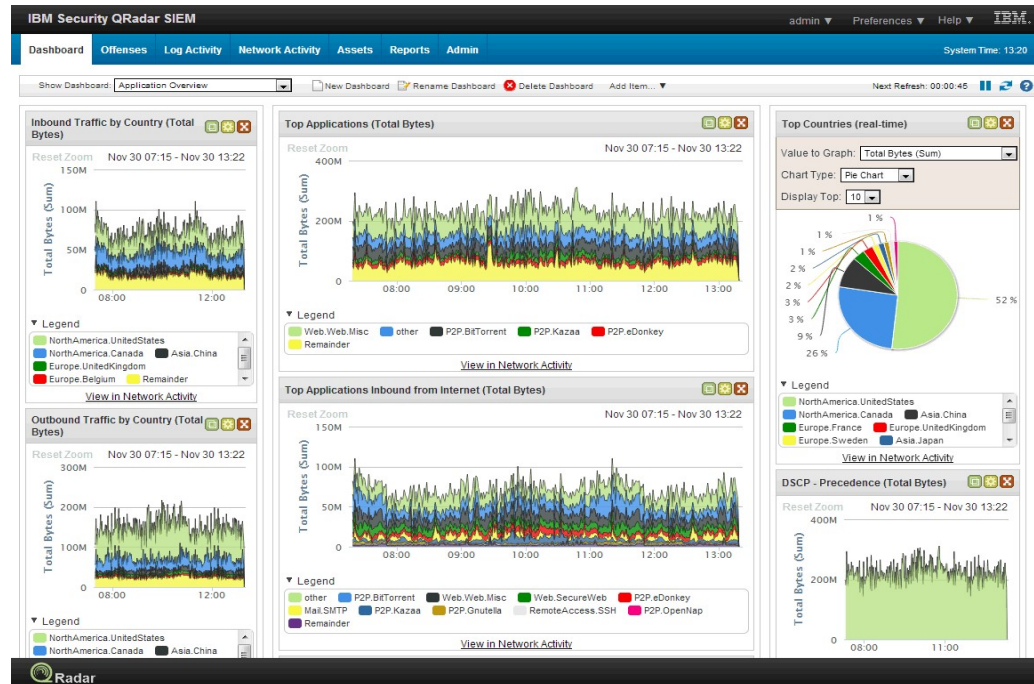 IBM Security QRadar SIEM
admin ▼ Preferences ▼ Help ▼ IBM.
Dashboard Offenses Log Activity Network Activity Assets Reports Admin System Time: 13:20
Show Dashboard: Application Overview New Dashboard Rename Dashboard Delete Dashboard Add Item... ▼ Next Refresh: 00:00:45
Inbound Traffic by Country (Total
Bytes)
Reset Zoom Nov 30 07:15 - Nov 30 13:22
Total Bytes (Sum)
150M
100M
50M
0
08:00 12:00
▼ Legend
NorthAmerica.UnitedStates
NorthAmerica.Canada Asia.China
Europe.UnitedKingdom
Europe.Belgium Remainder
View in Network Activity
Outbound Traffic by Country (Total
Bytes)
Reset Zoom Nov 30 07:15 - Nov 30 13:22
Total Bytes (Sum)
300M
200M
100M
0
08:00 12:00
▼ Legend
NorthAmerica.UnitedStates
NorthAmerica.Canada Asia.China
Top Applications (Total Bytes)
Reset Zoom Nov 30 07:15 - Nov 30 13:22
Total Bytes (Sum)
400M
200M
0
08:00 09:00 10:00 11:00 12:00 13:00
▼ Legend
Web.Web.Misc other P2P.BitTorrent P2P.Kazaa P2P.eDonkey
Remainder
View in Network Activity
Top Applications Inbound from Internet (Total Bytes)
Reset Zoom Nov 30 07:15 - Nov 30 13:22
Total Bytes (Sum)
150M
100M
50M
0
08:00 09:00 10:00 11:00 12:00 13:00
▼ Legend
other P2P.BitTorrent Web.Web.Misc Web.SecureWeb P2P.eDonkey
Mail.SMTP P2P.Kazaa P2P.Gnutella RemoteAccess.SSH P2P.OpenNap
Remainder
View in Network Activity
Top Countries (real-time)
Value to Graph: Total Bytes (Sum)
Chart Type: Pie Chart
Display Top: 10
1 %
1 %
1 %
2 %
2 %
3 %
3 %
9 %
26 %
52 %
▼ Legend
NorthAmerica.UnitedStates
NorthAmerica.Canada Asia.China
Europe.France Europe.UnitedKingdom
Europe.Sweden Asia.Japan
View in Network Activity
DSCP - Precedence (Total Bytes)
Reset Zoom Nov 30 07:15 - Nov 30 13:22
Total Bytes (Sum)
400M
200M
0
08:00 11:00
QRadar